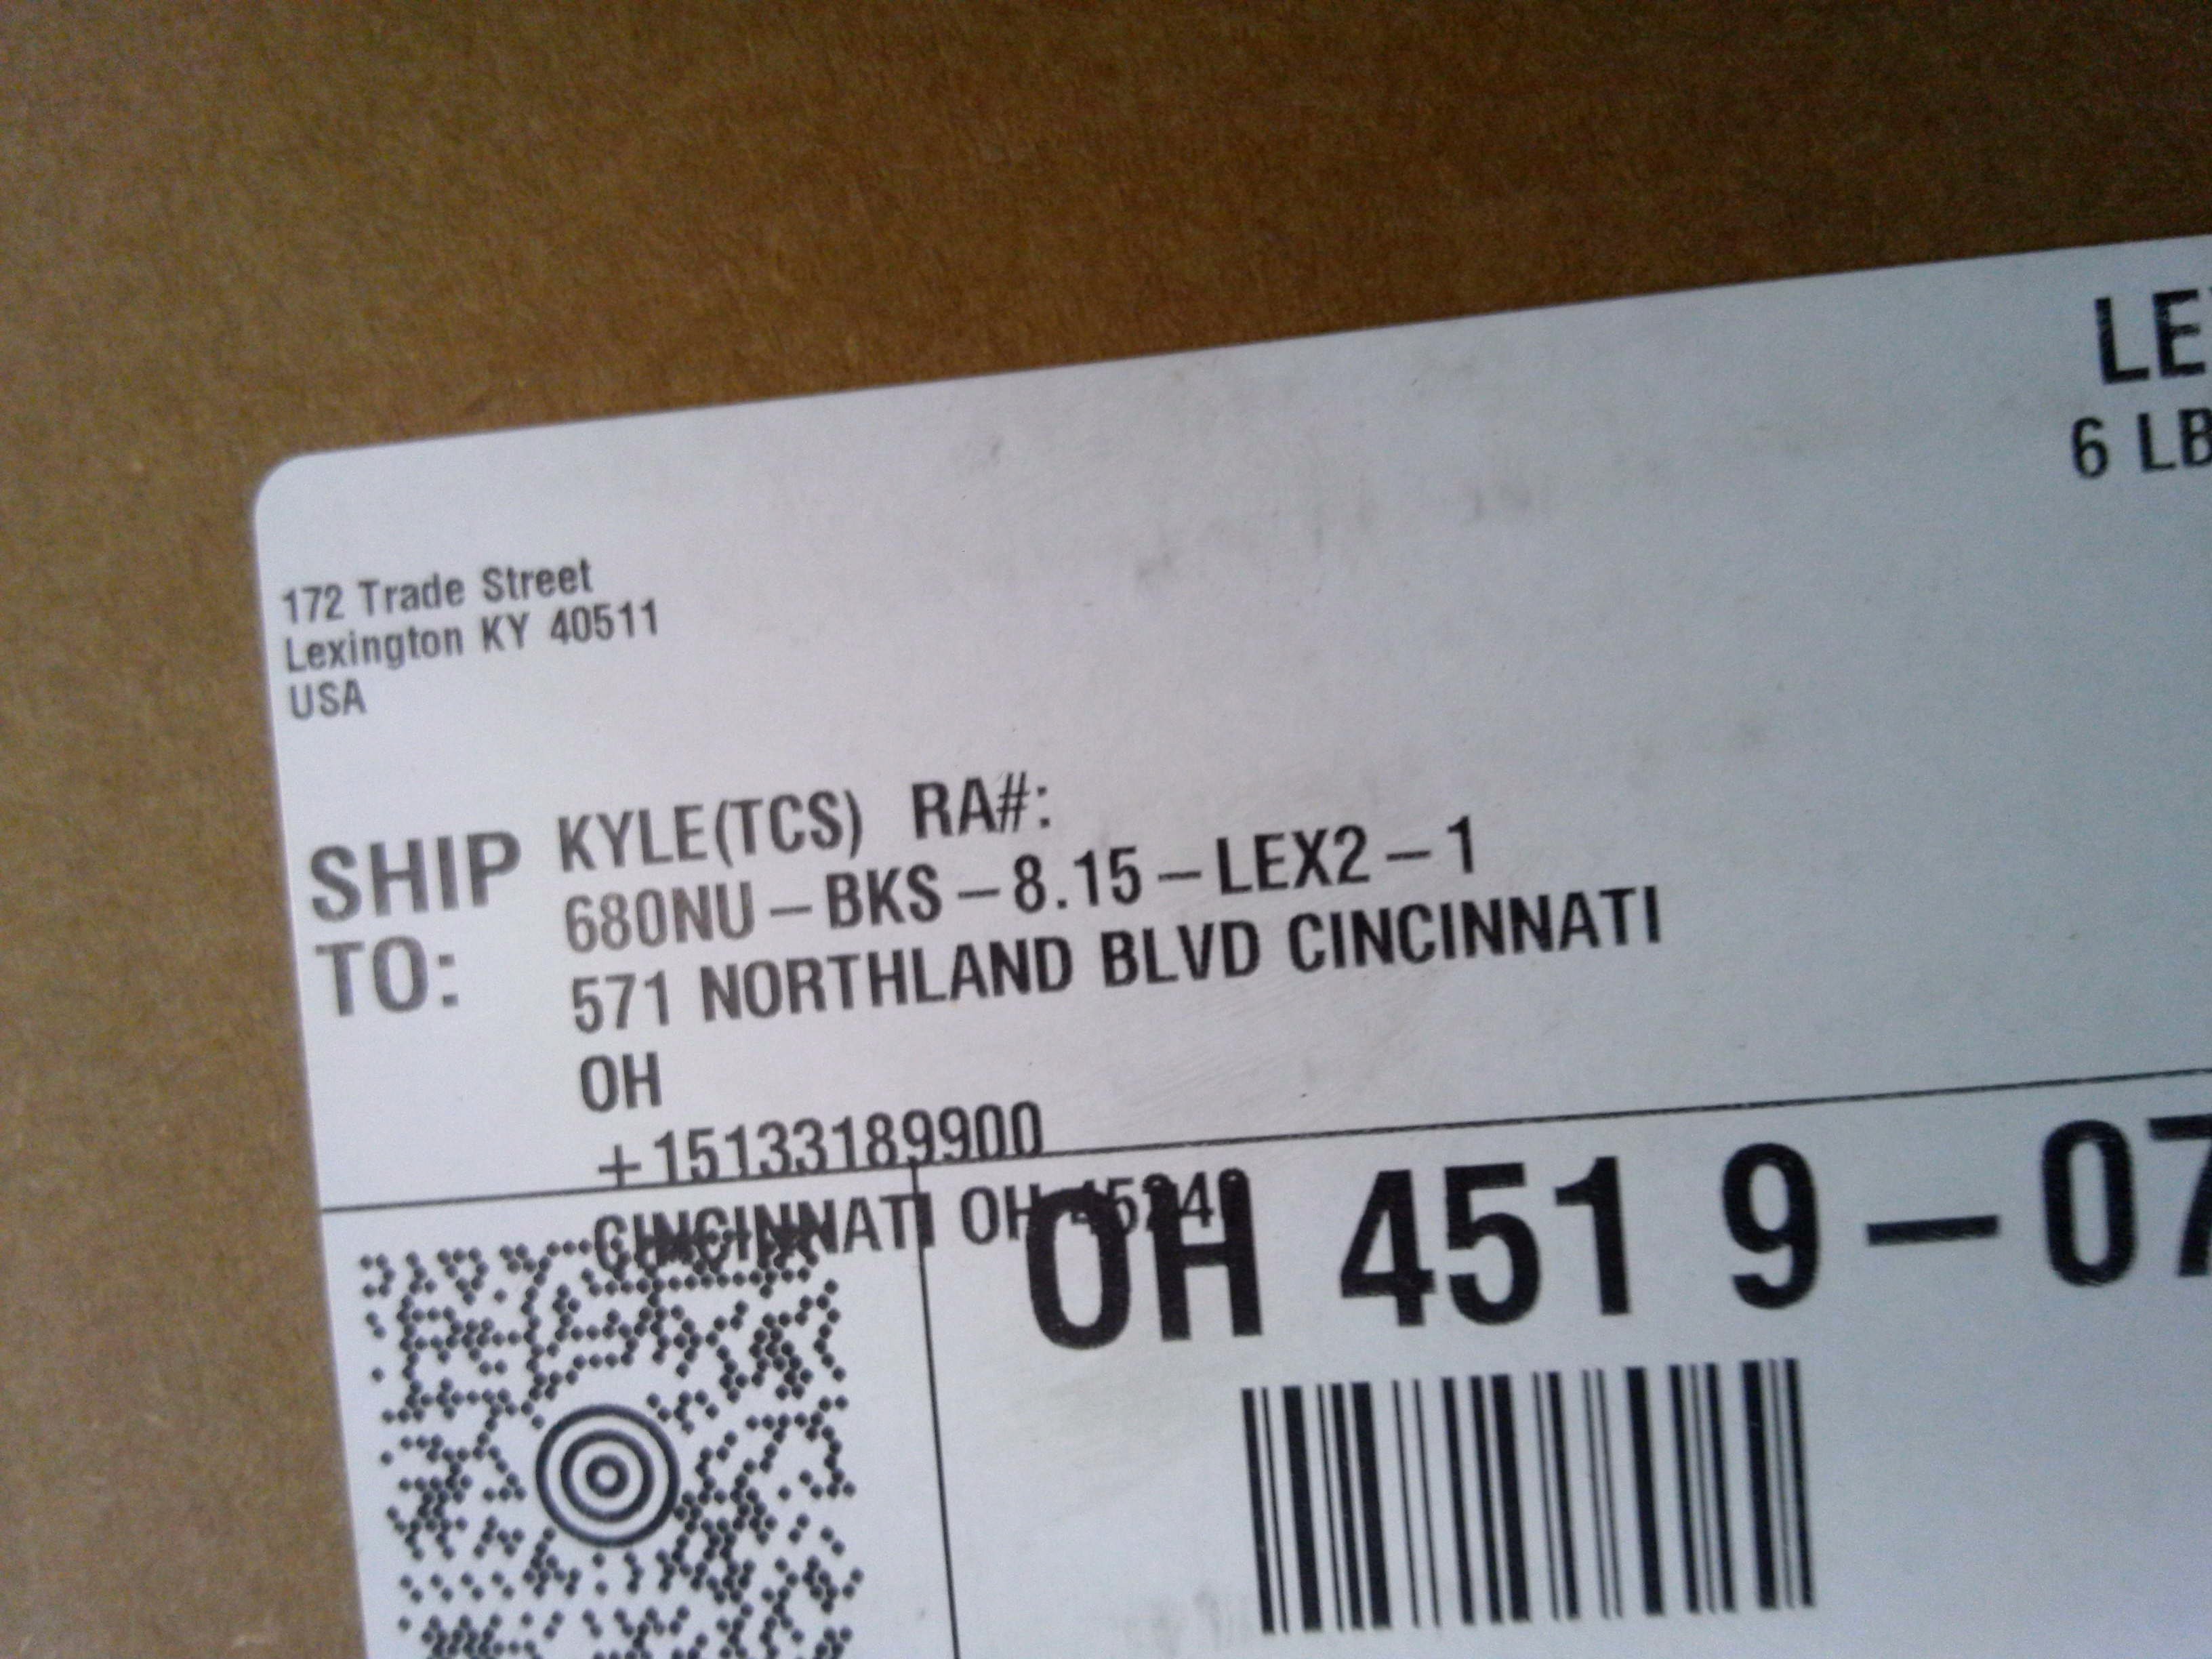 LE
6 LB
172 Trade Street
Lexington KY 40511
USA
SHIP TO:
KYLE(TCS) RA#:
680NU–BKS–8.15–LEX2–1
571 NORTHLAND BLVD CINCINNATI
OH
+15133189900
CINCINNATI OH
OH 451 9–07